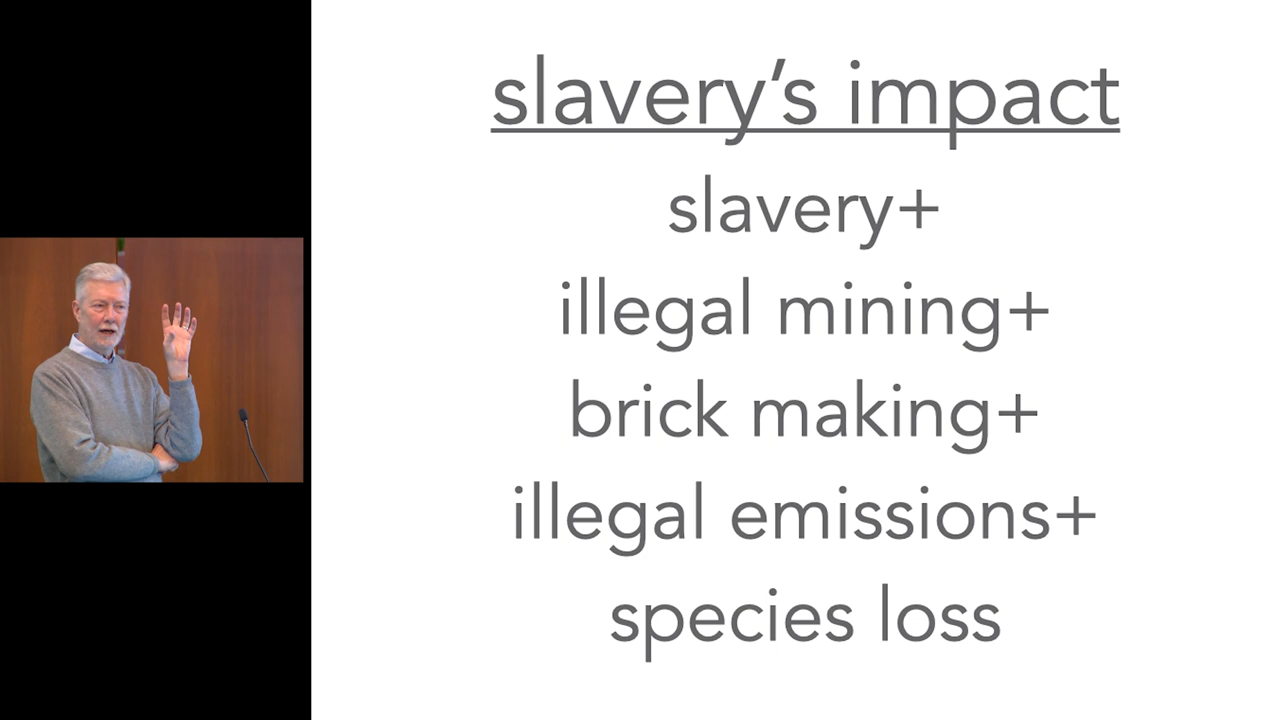 slavery’s impact
slavery+
illegal mining+
brick making+
illegal emissions+
species loss